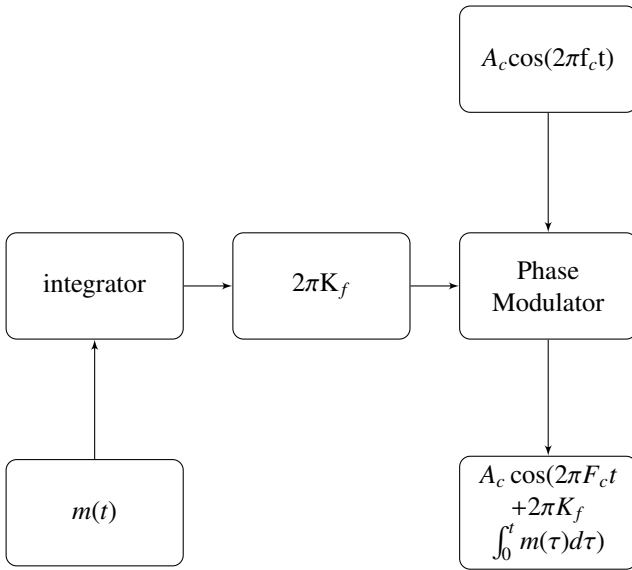 A_c cos(2πf_c t)
integrator
2πK_f
Phase
Modulator
m(t)
A_c cos(2πF_c t
+2πK_f
∫_0^t m(τ)dτ)